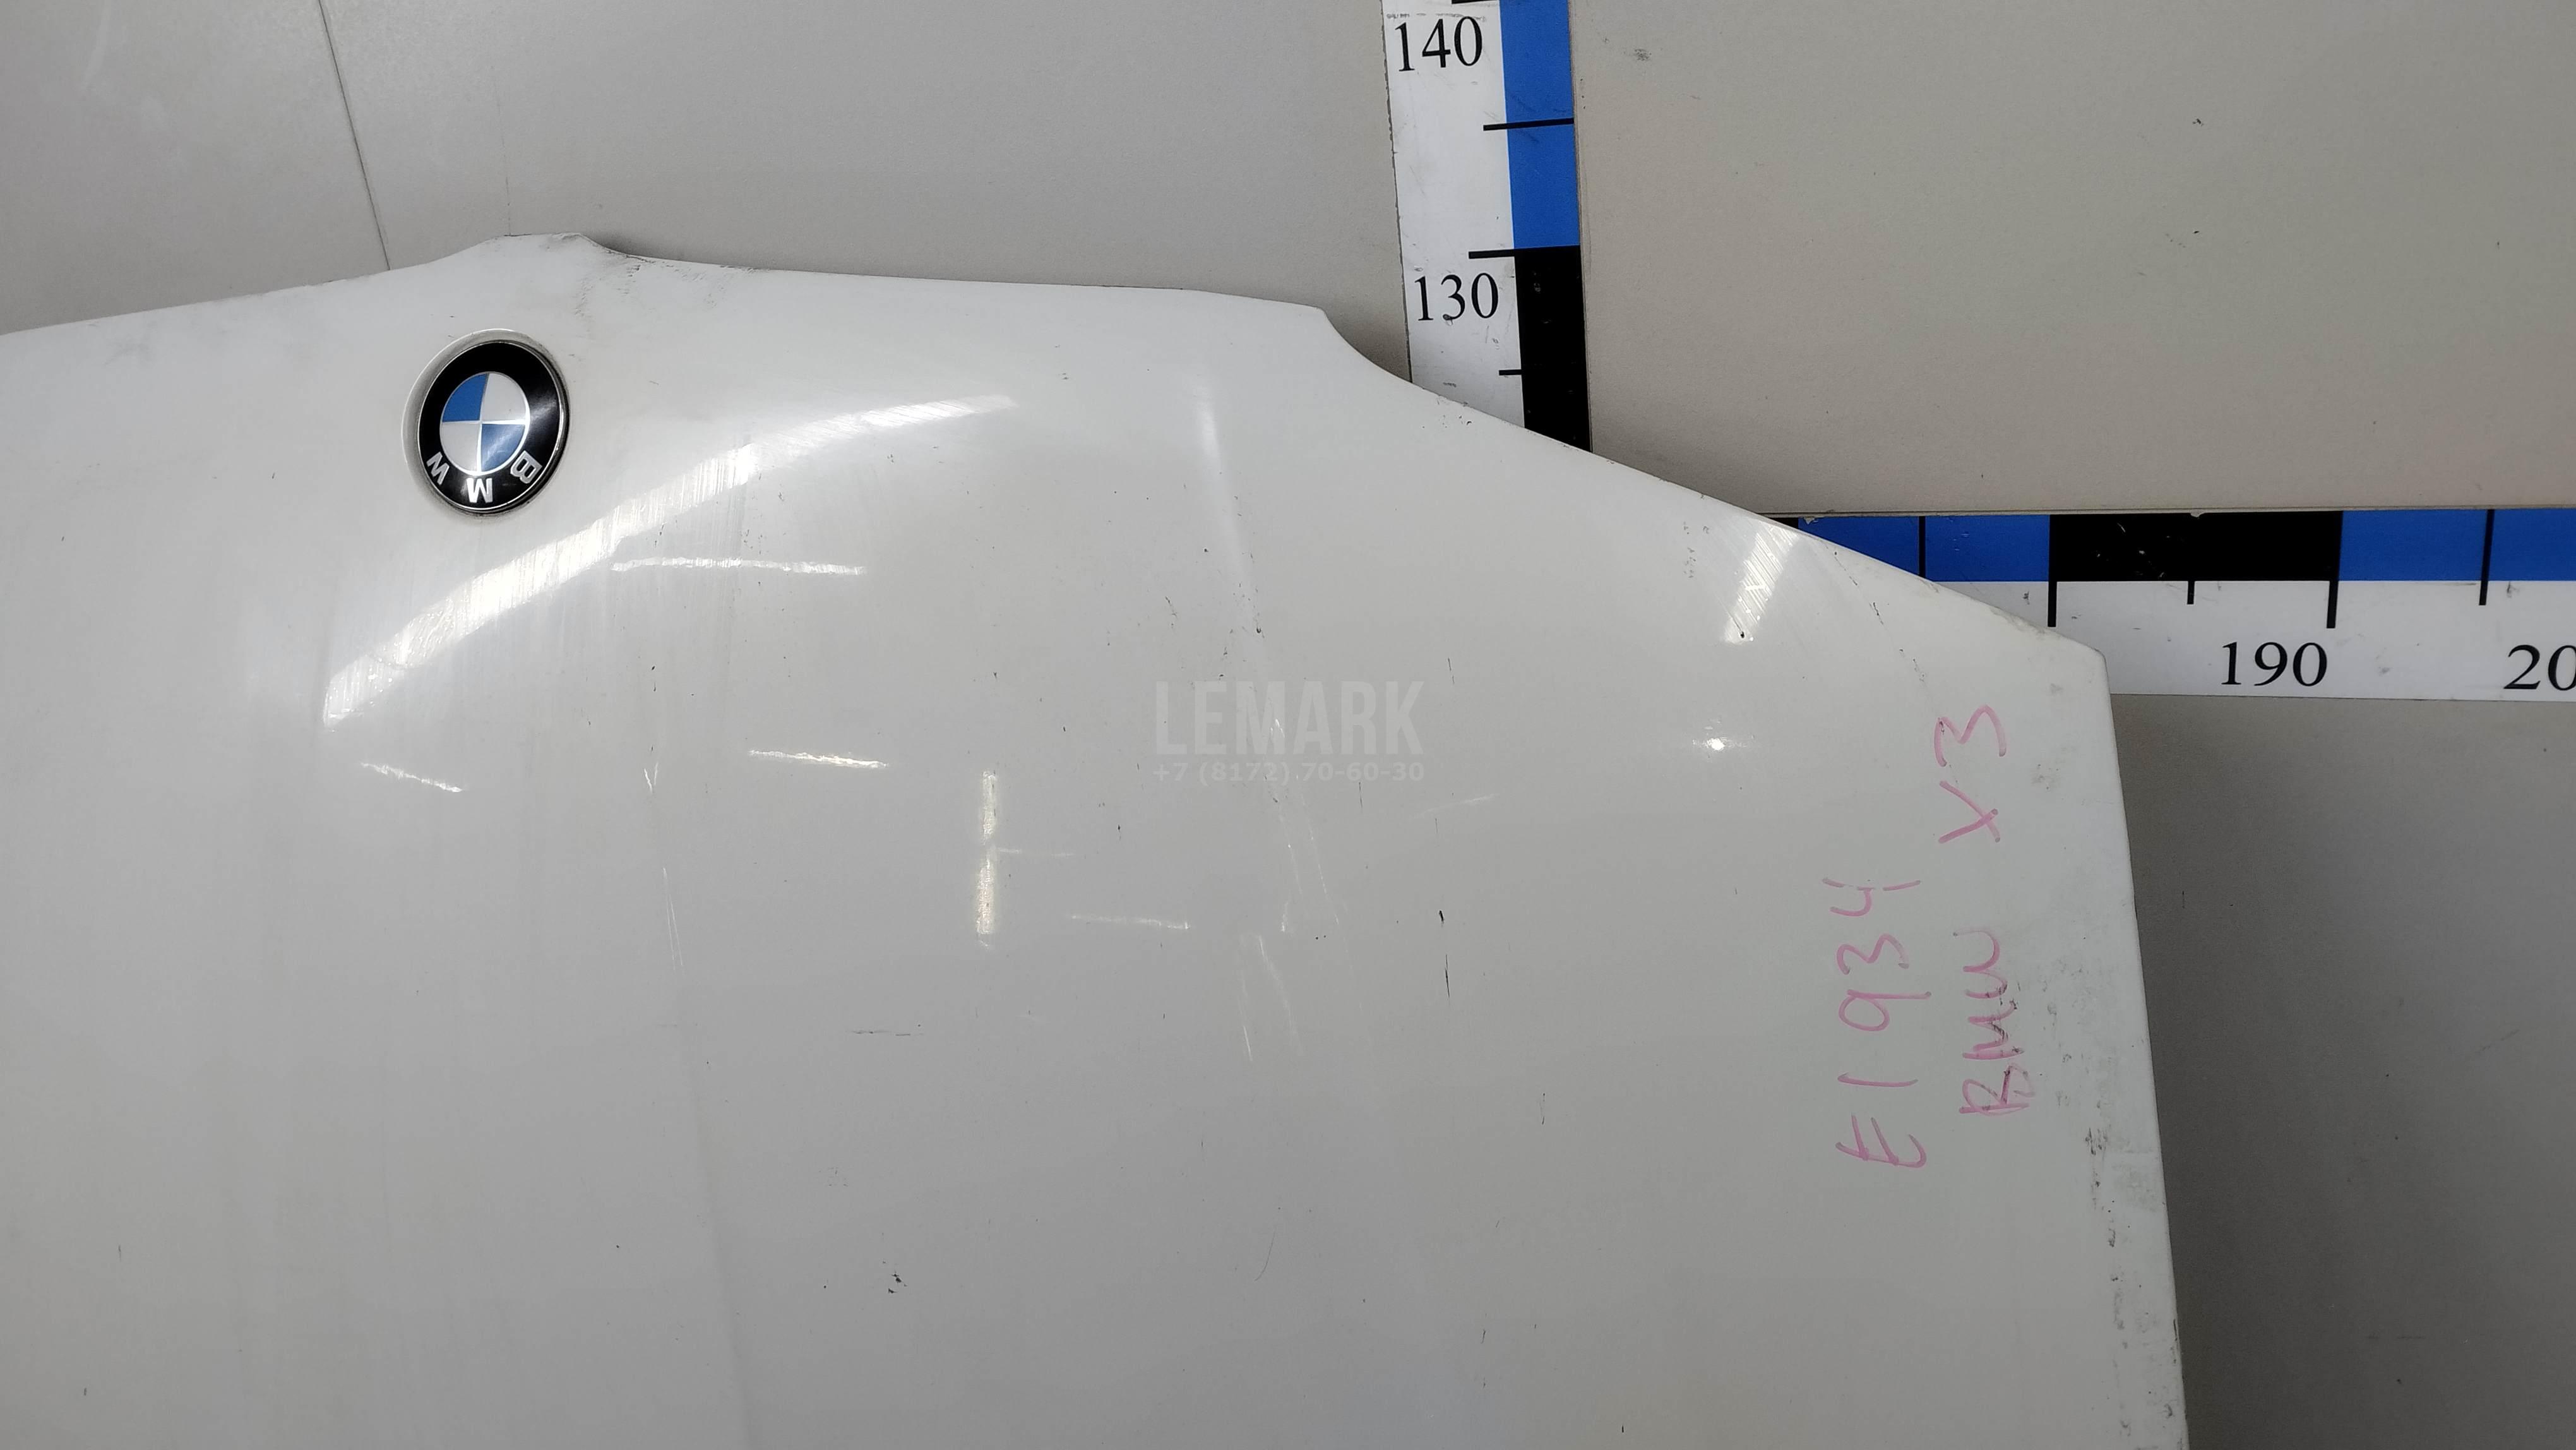 140
130
BMW
190
20
LEMARK
+7 (8172) 70-60-30
E1934
BMW X3